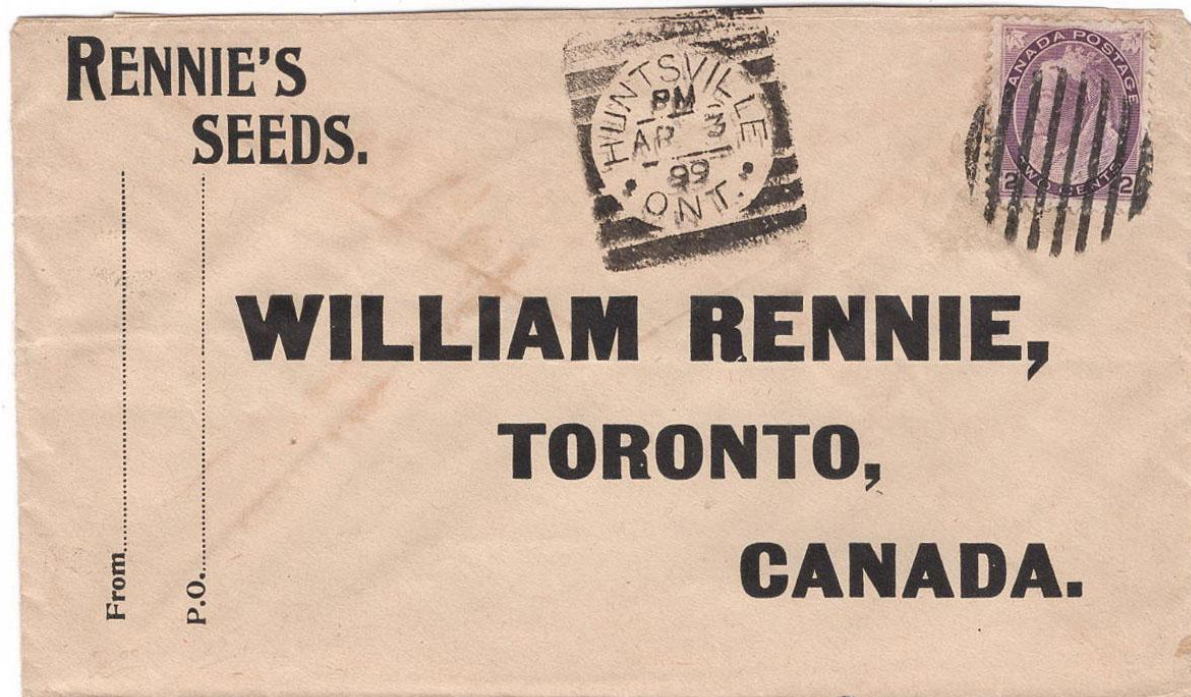 RENNIE'S
SEEDS.
HUNTSVILLE
PM
AP 3
99
ONT.
CANADA POSTAGE
2 TWO CENTS 2
WILLIAM RENNIE,
TORONTO,
CANADA.
From
P.O.